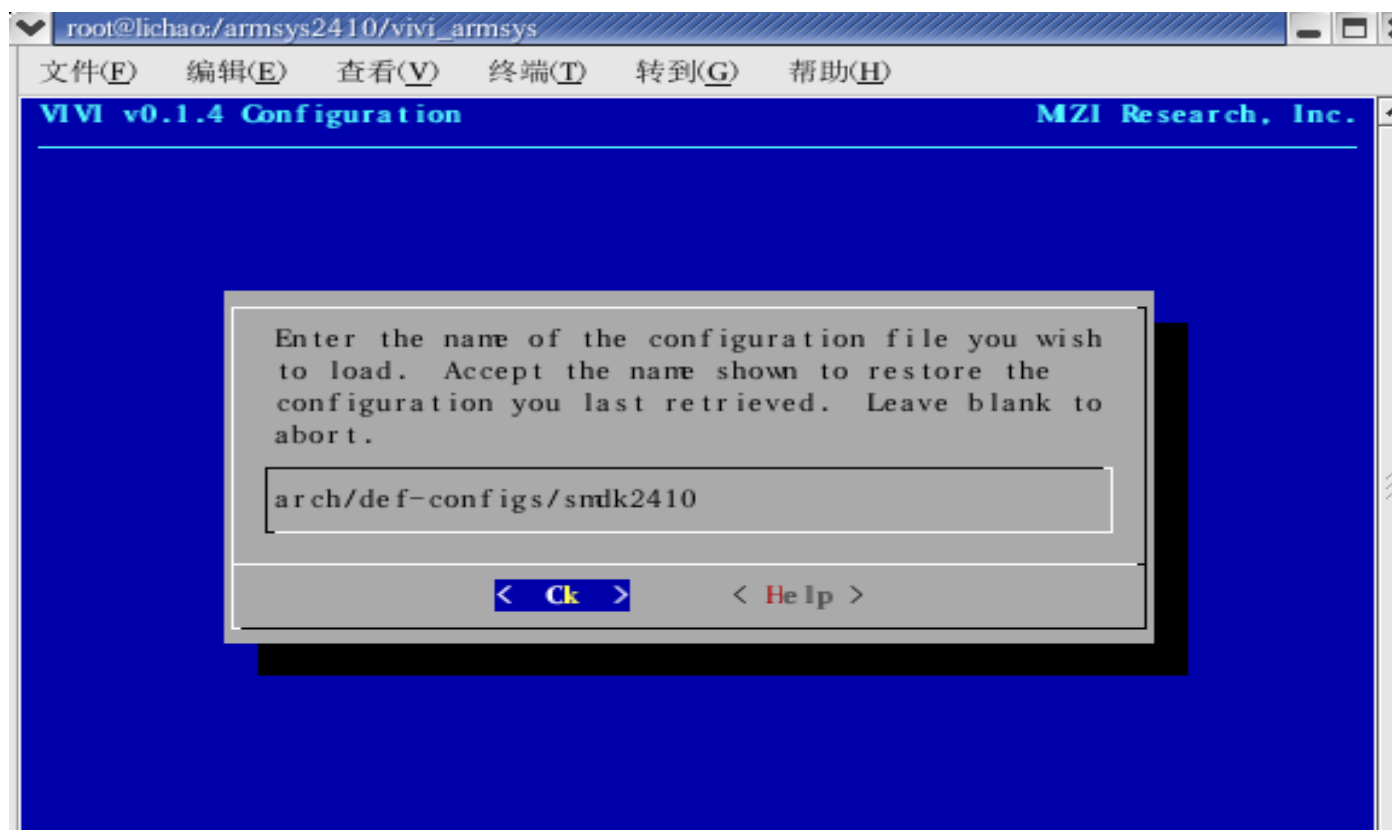 root@lichao:/armsys2410/vivi_armsys
文件(F) 编辑(E) 查看(V) 终端(T) 转到(G) 帮助(H)
VIVI v0.1.4 Configuration MZI Research, Inc.
Enter the name of the configuration file you wish
to load. Accept the name shown to restore the
configuration you last retrieved. Leave blank to
abort.
arch/def-configs/smdk2410
< Ok > < Help >